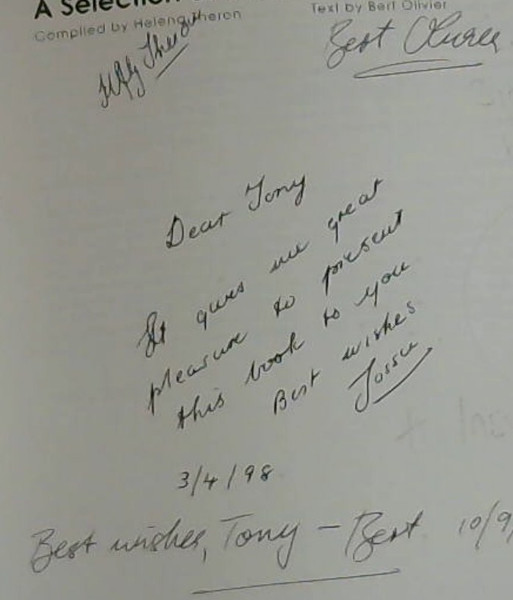 A Selection
Compiled by Helena Theron
Text by Bert Olivier
Bert Olivier
Dear Tony
It gives me great
pleasure to present
this book to you
Best wishes
3/4/98
Best wishes, Tony – Bert 10/9